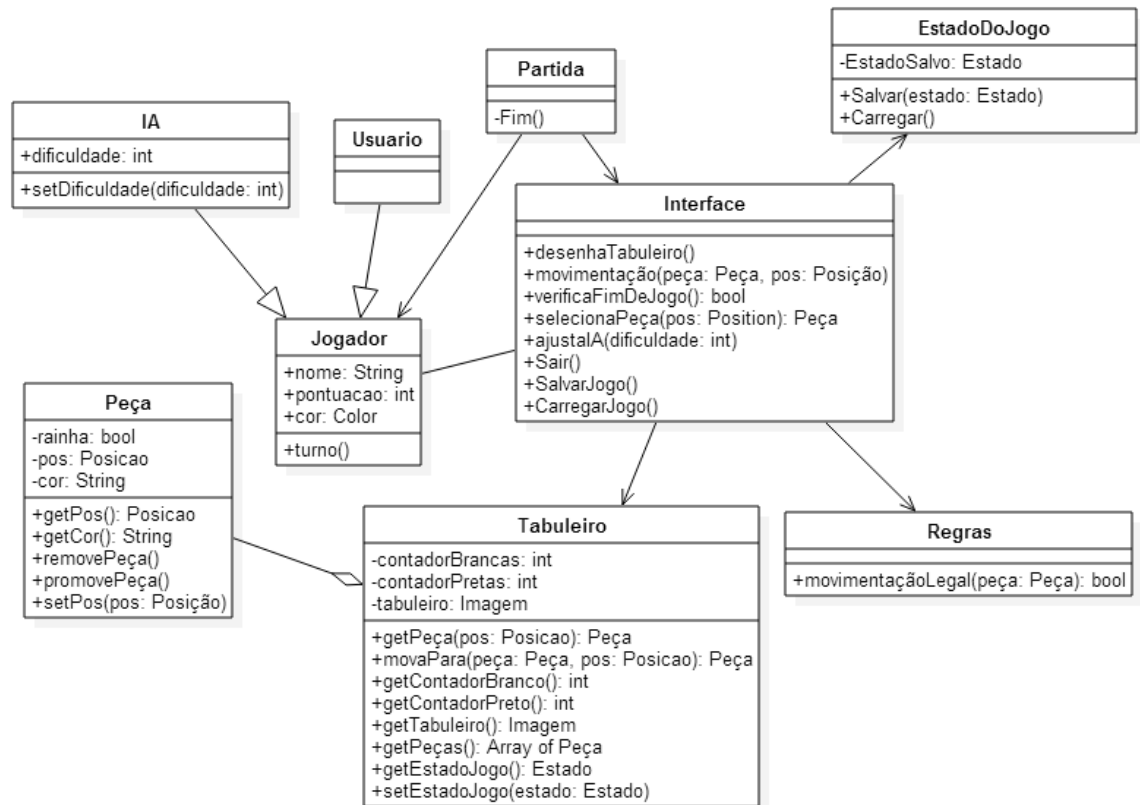 EstadoDoJogo
-EstadoSalvo: Estado
+Salvar(estado: Estado)
+Carregar()
Partida
-Fim()
IA
+dificuldade: int
+setDificuldade(dificuldade: int)
Usuario
Interface
+desenhaTabuleiro()
+movimentação(peça: Peça, pos: Posição)
+verificaFimDeJogo(): bool
+selecionaPeça(pos: Position): Peça
+ajustaIA(dificuldade: int)
+Sair()
+SalvarJogo()
+CarregarJogo()
Jogador
+nome: String
+pontuacao: int
+cor: Color
+turno()
Peça
-rainha: bool
-pos: Posicao
-cor: String
+getPos(): Posicao
+getCor(): String
+removePeça()
+promovePeça()
+setPos(pos: Posição)
Tabuleiro
-contadorBrancas: int
-contadorPretas: int
-tabuleiro: Imagem
+getPeça(pos: Posicao): Peça
+movaPara(peça: Peça, pos: Posicao): Peça
+getContadorBranco(): int
+getContadorPreto(): int
+getTabuleiro(): Imagem
+getPeças(): Array of Peça
+getEstadoJogo(): Estado
+setEstadoJogo(estado: Estado)
Regras
+movimentaçãoLegal(peça: Peça): bool